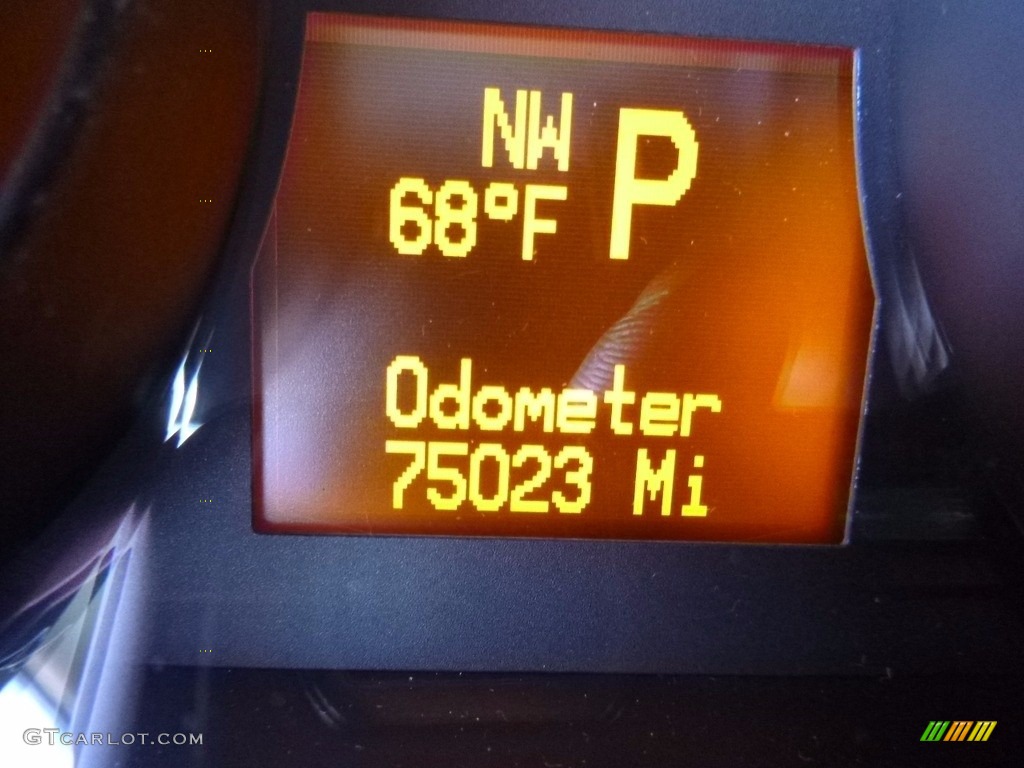 NW P
68°F
Odometer
75023 Mi
GTcarlot.com